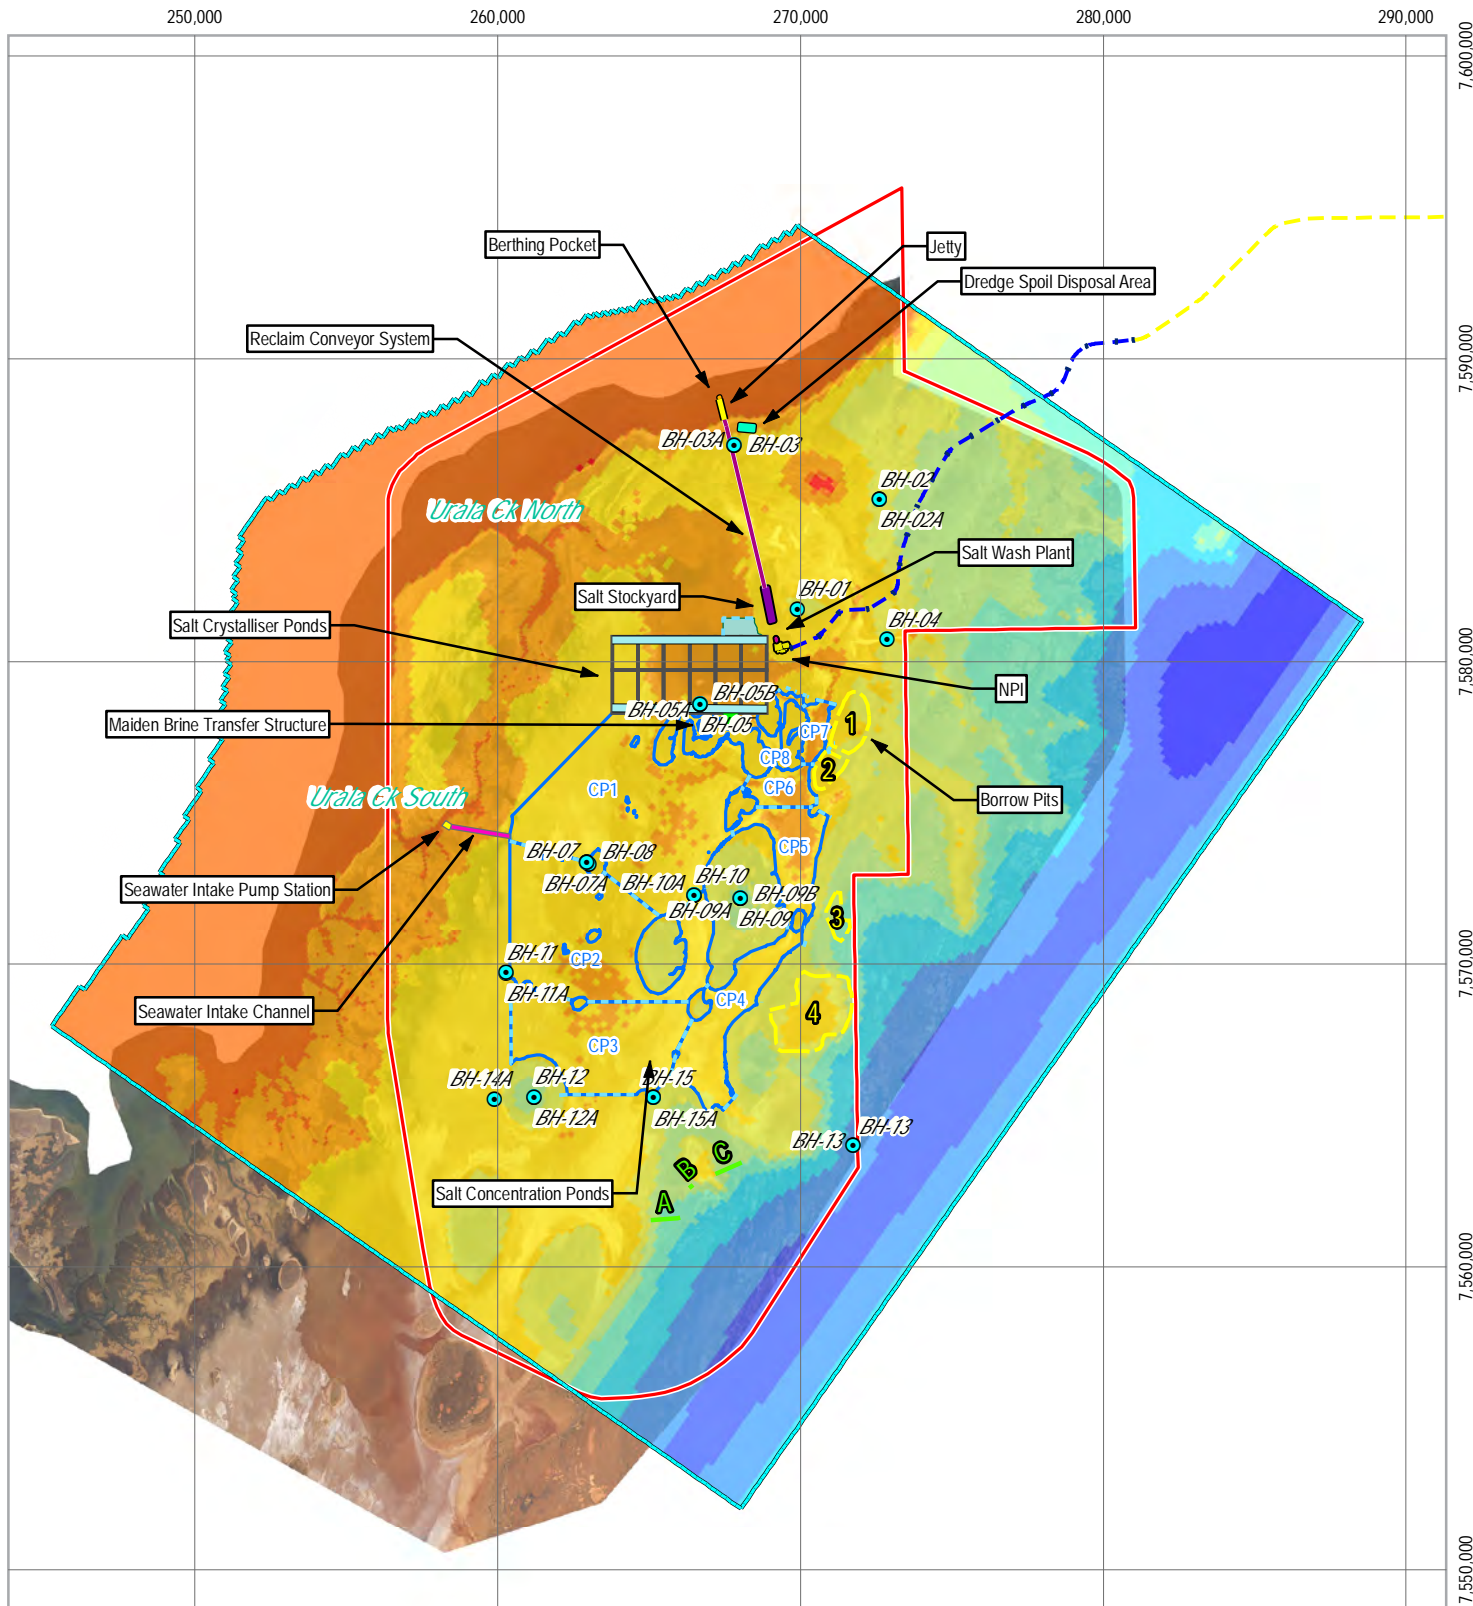 250,000
260,000
270,000
280,000
290,000
7,600,000
Berthing Pocket
Jetty
Dredge Spoil Disposal Area
Reclaim Conveyor System
7,590,000
BH-03A
BH-03
BH-02
Urala Ck North
BH-02A
Salt Wash Plant
Salt Stockyard
BH-01
Salt Crystalliser Ponds
BH-04
7,580,000
NPI
BH-05B
BH-05A
Maiden Brine Transfer Structure
BH-05
1
CP7
CP8
2
CP1
CP6
Urala Ck South
Borrow Pits
BH-07
BH-08
CP5
Seawater Intake Pump Station
BH-07A
BH-10A
BH-10
BH-09B
BH-09A
BH-09
3
BH-11
CP2
7,570,000
BH-11A
CP4
Seawater Intake Channel
4
CP3
BH-14A
BH-12
BH-15
BH-12A
BH-15A
BH-13
BH-13
C
B
Salt Concentration Ponds
A
7,560,000
7,550,000